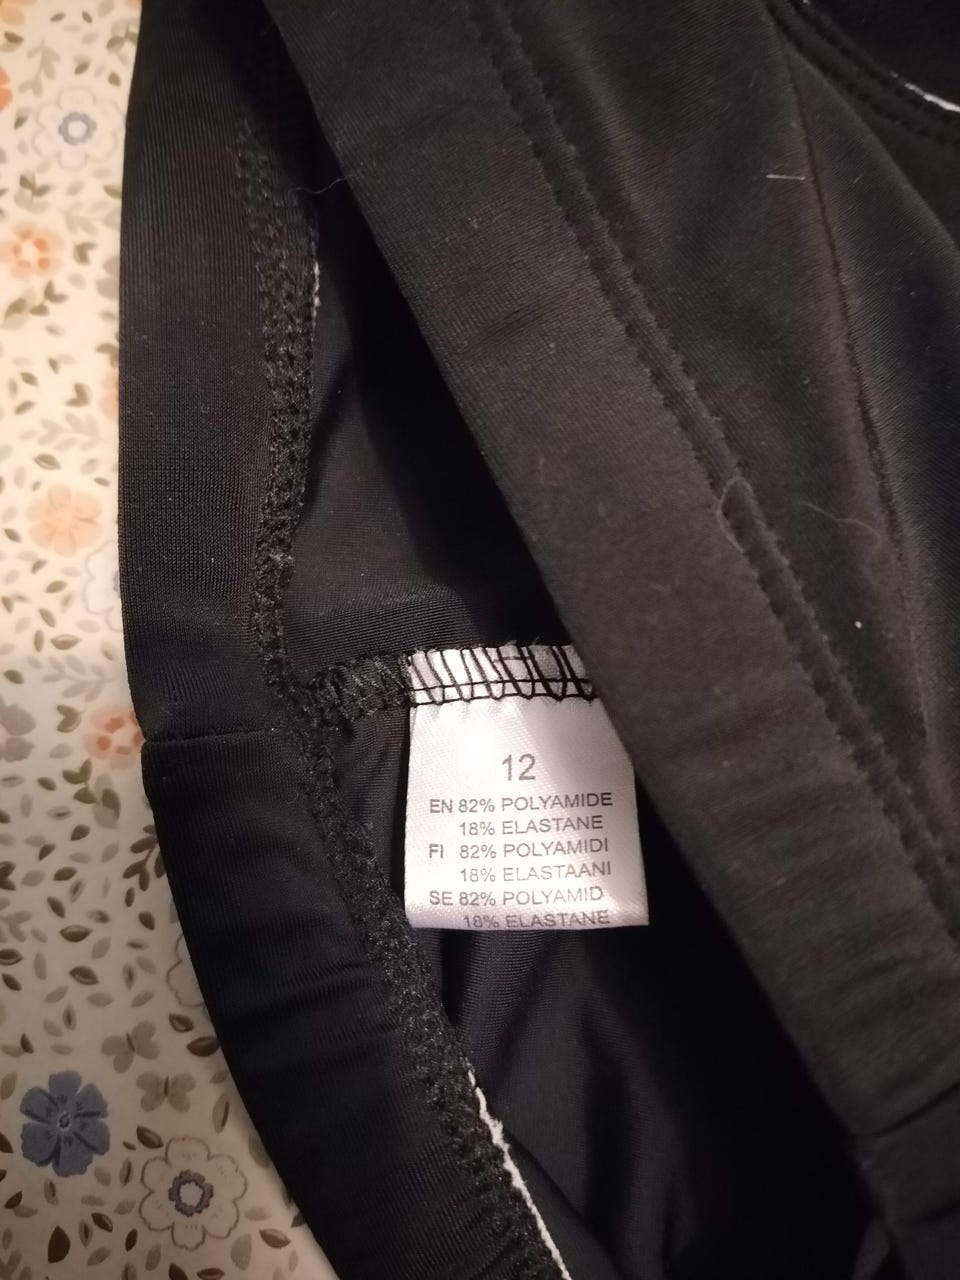 12
EN 82% POLYAMIDE
18% ELASTANE
FI 82% POLYAMIDI
18% ELASTAANI
SE 82% POLYAMID
18% ELASTANE